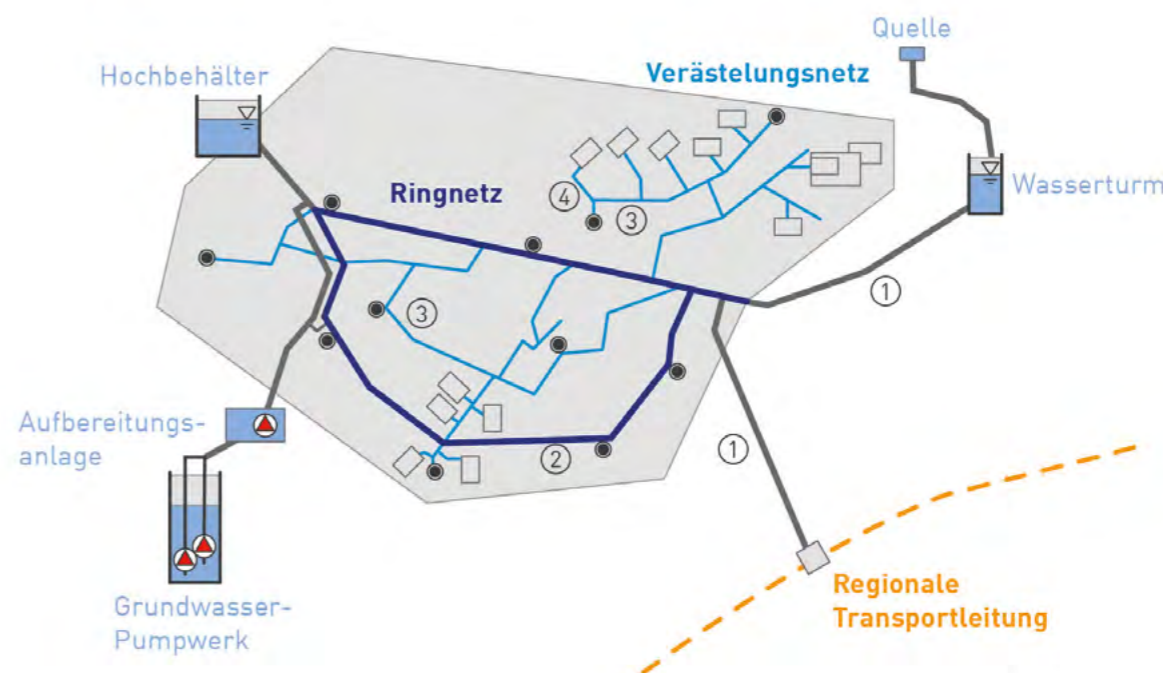 Quelle
Hochbehälter
Verästelungsnetz
Wasserturm
Ringnetz
4
3
1
3
Aufbereitungs-
anlage
2
1
Regionale
Transportleitung
Grundwasser-
Pumpwerk